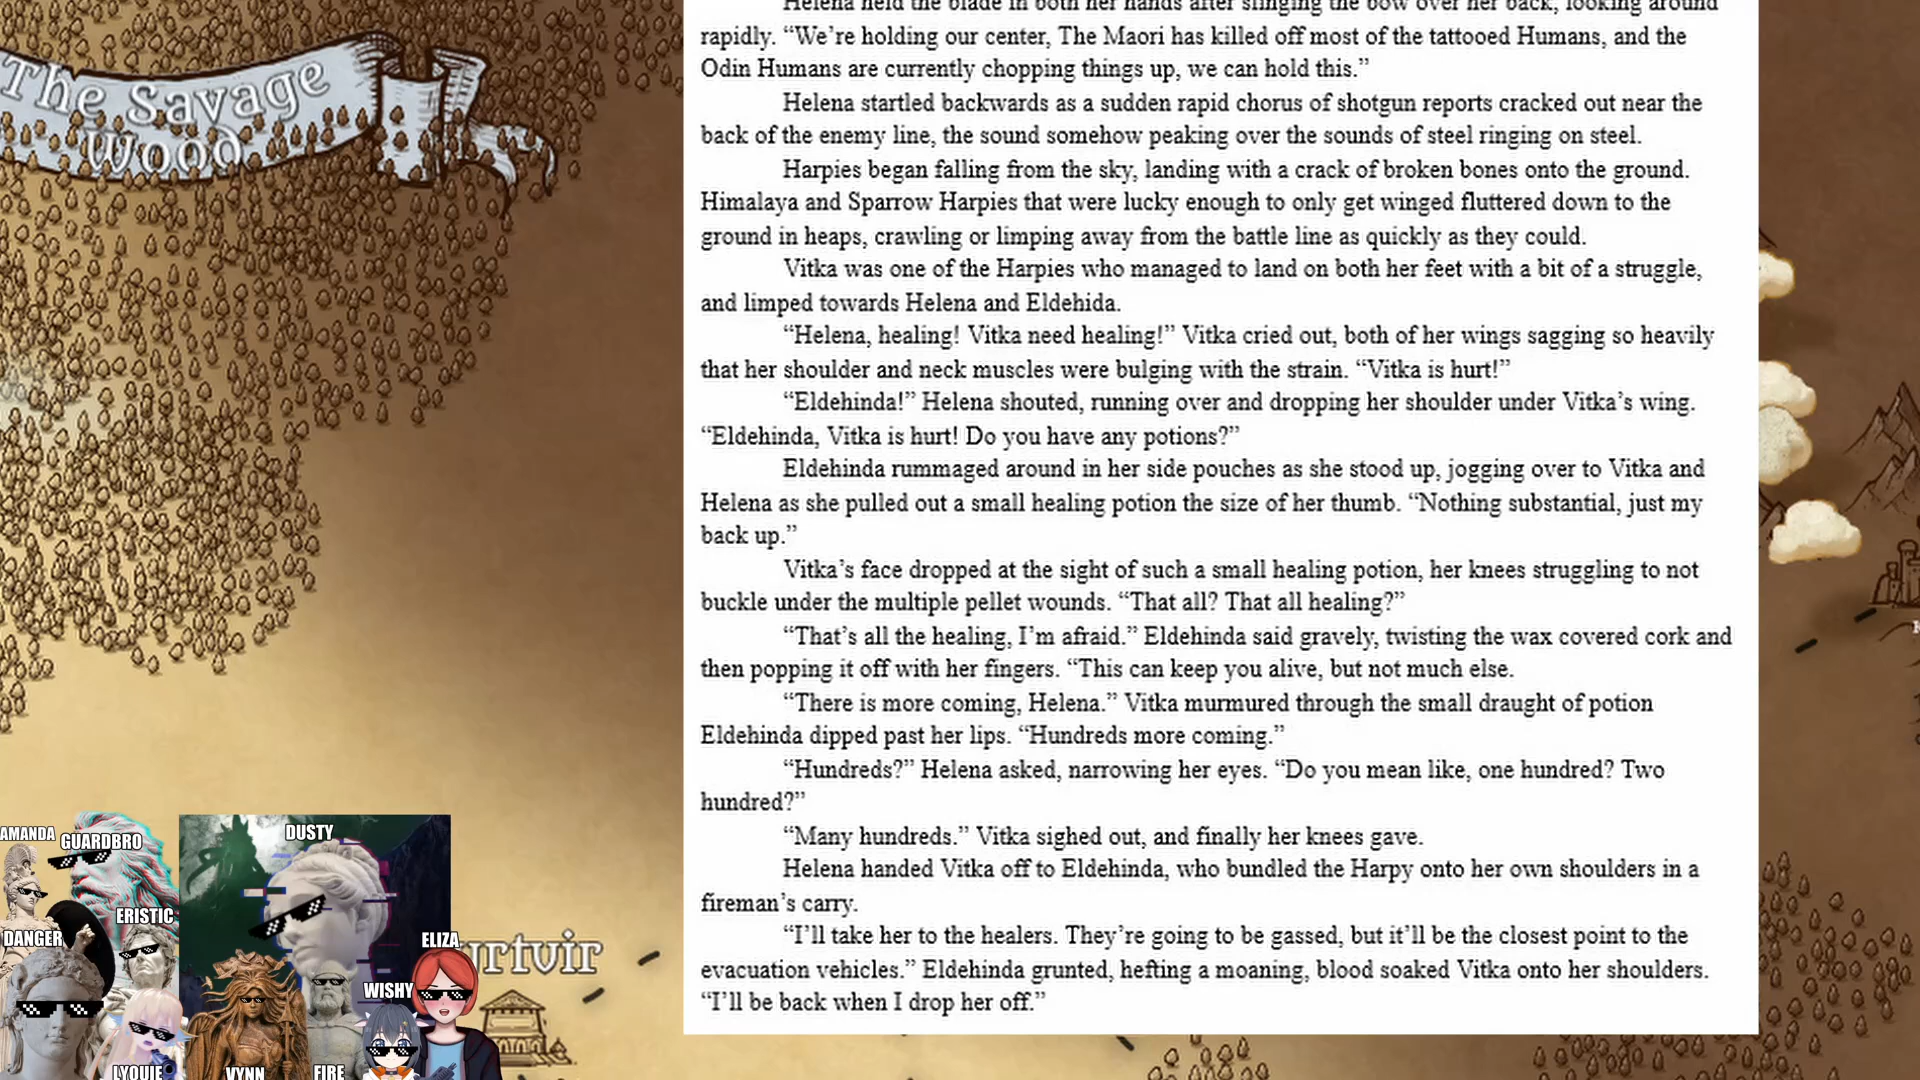 Helena held the blade in both her hands after slinging the bow over her back, looking around
rapidly. “We’re holding our center, The Maori has killed off most of the tattooed Humans, and the
Odin Humans are currently chopping things up, we can hold this.”
Helena startled backwards as a sudden rapid chorus of shotgun reports cracked out near the
back of the enemy line, the sound somehow peaking over the sounds of steel ringing on steel.
Harpies began falling from the sky, landing with a crack of broken bones onto the ground.
Himalaya and Sparrow Harpies that were lucky enough to only get winged fluttered down to the
ground in heaps, crawling or limping away from the battle line as quickly as they could.
Vitka was one of the Harpies who managed to land on both her feet with a bit of a struggle,
and limped towards Helena and Eldehida.
“Helena, healing! Vitka need healing!” Vitka cried out, both of her wings sagging so heavily
that her shoulder and neck muscles were bulging with the strain. “Vitka is hurt!”
“Eldehinda!” Helena shouted, running over and dropping her shoulder under Vitka’s wing.
“Eldehinda, Vitka is hurt! Do you have any potions?”
Eldehinda rummaged around in her side pouches as she stood up, jogging over to Vitka and
Helena as she pulled out a small healing potion the size of her thumb. “Nothing substantial, just my
back up.”
Vitka’s face dropped at the sight of such a small healing potion, her knees struggling to not
buckle under the multiple pellet wounds. “That all? That all healing?”
“That’s all the healing, I’m afraid.” Eldehinda said gravely, twisting the wax covered cork and
then popping it off with her fingers. “This can keep you alive, but not much else.
“There is more coming, Helena.” Vitka murmured through the small draught of potion
Eldehinda dipped past her lips. “Hundreds more coming.”
“Hundreds?” Helena asked, narrowing her eyes. “Do you mean like, one hundred? Two
hundred?”
“Many hundreds.” Vitka sighed out, and finally her knees gave.
Helena handed Vitka off to Eldehinda, who bundled the Harpy onto her own shoulders in a
fireman’s carry.
“I’ll take her to the healers. They’re going to be gassed, but it’ll be the closest point to the
evacuation vehicles.” Eldehinda grunted, hefting a moaning, blood soaked Vitka onto her shoulders.
“I’ll be back when I drop her off.”
The Savage
Wood
AMANDA
GUARDBRO
DUSTY
ERISTIC
DANGER
ELIZA
WISHY
LYQUIE
VYNN
FIRE